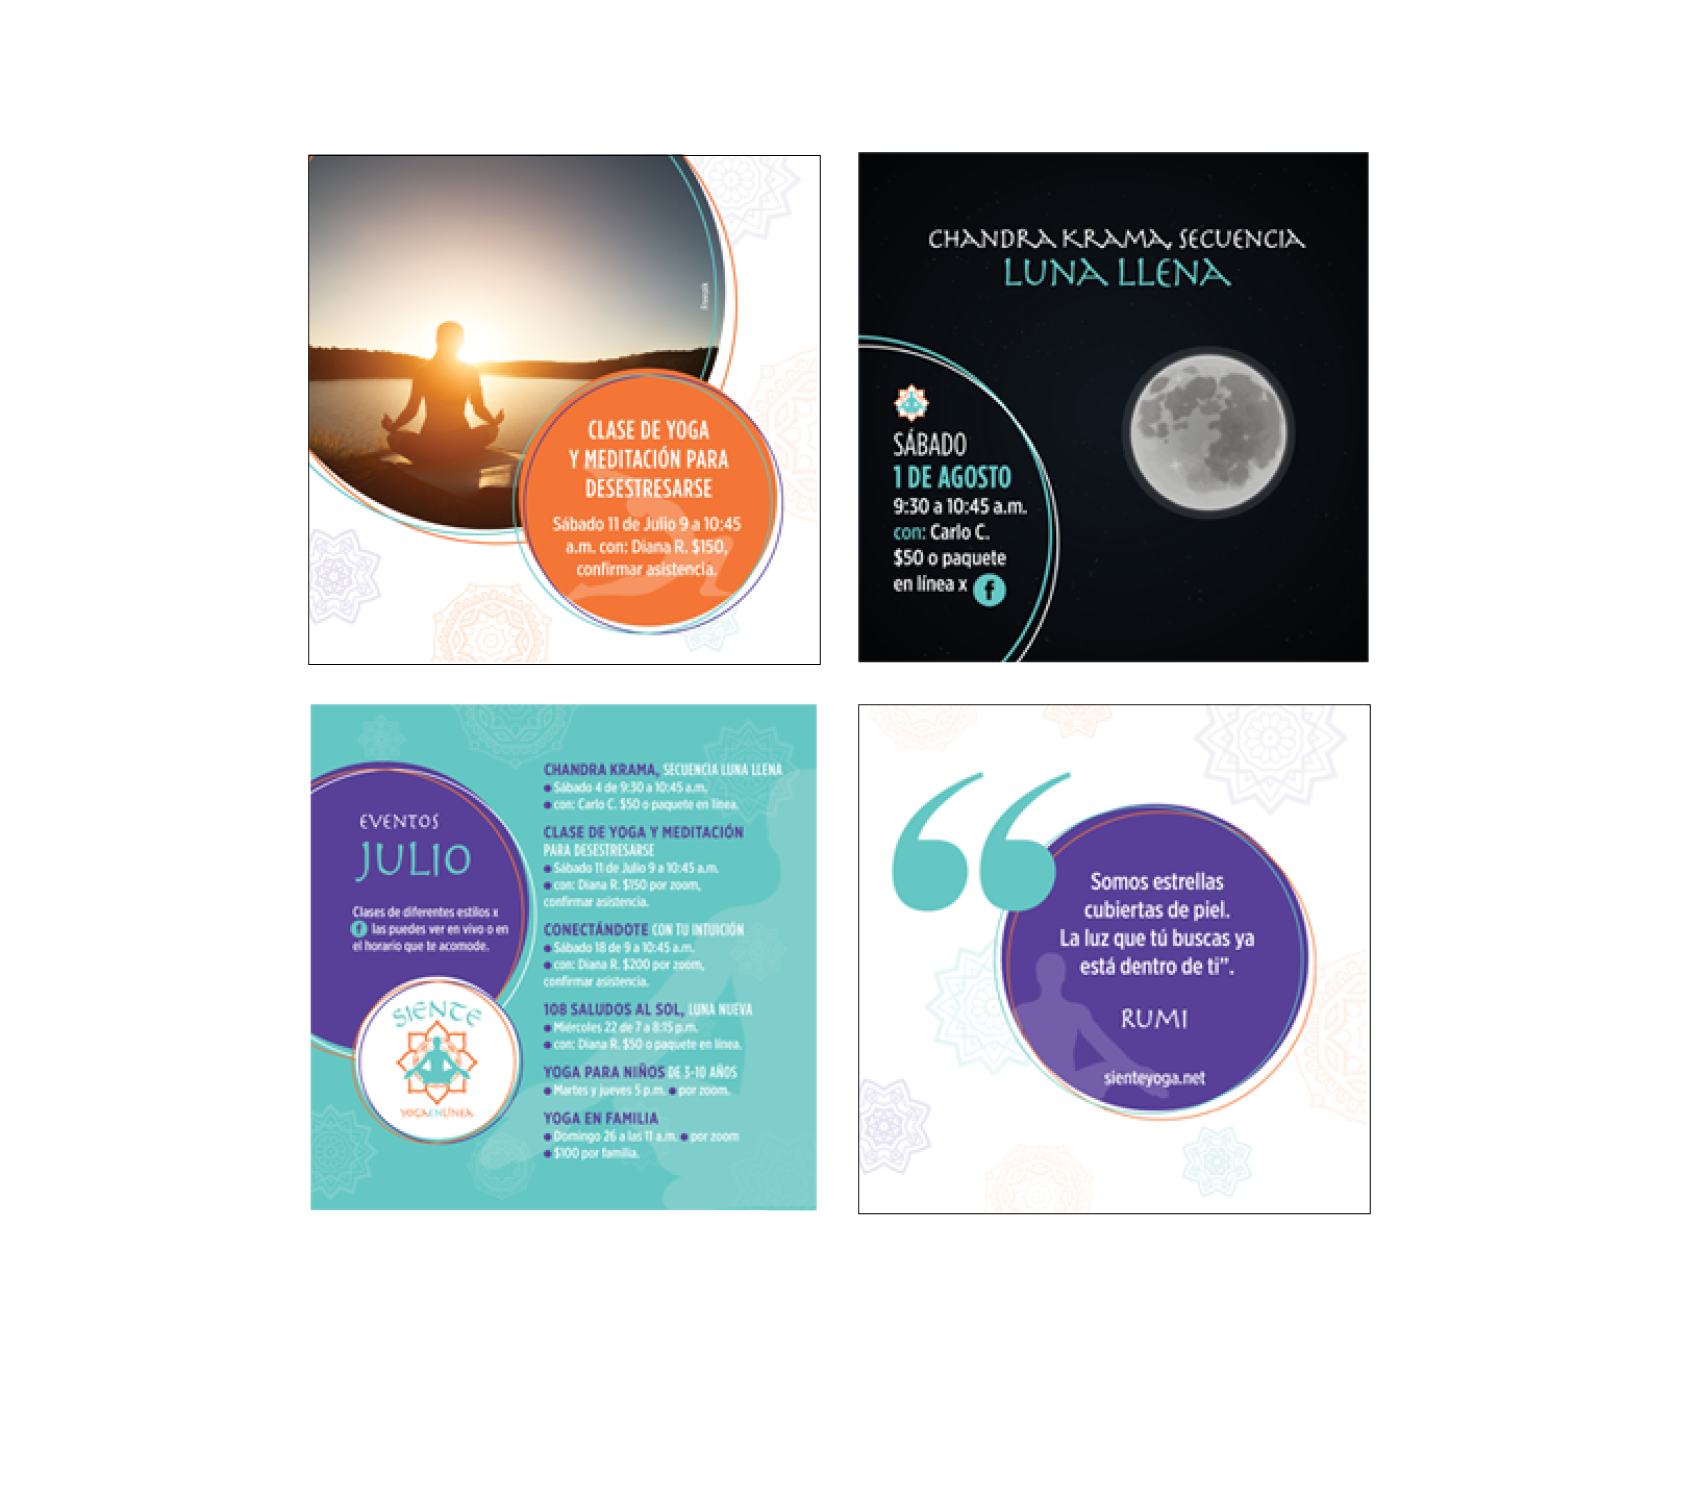 Freepik
CLASE DE YOGA
Y MEDITACIÓN PARA
DESESTRESARSE
Sábado 11 de Julio 9 a 10:45
a.m. con: Diana R. $150,
confirmar asistencia.
CHANDRA KRAMA, SECUENCIA
LUNA LLENA
SÁBADO
1 DE AGOSTO
9:30 a 10:45 a.m.
con: Carlo C.
$50 o paquete
en línea x f
EVENTOS
JULIO
Clases de diferentes estilos x
f las puedes ver en vivo o en
el horario que te acomode.
SIENTE
YOGAENLÍNEA
CHANDRA KRAMA, SECUENCIA LUNA LLENA
● Sábado 4 de 9:30 a 10:45 a.m.
● con: Carlo C. $50 o paquete en línea.
CLASE DE YOGA Y MEDITACIÓN
PARA DESESTRESARSE
● Sábado 11 de Julio 9 a 10:45 a.m.
● con: Diana R. $150 por zoom,
confirmar asistencia.
CONECTÁNDOTE CON TU INTUICIÓN
● Sábado 18 de 9 a 10:45 a.m.
● con: Diana R. $200 por zoom,
confirmar asistencia.
108 SALUDOS AL SOL, LUNA NUEVA
● Miércoles 22 de 7 a 8:15 p.m.
● con: Diana R. $50 o paquete en línea.
YOGA PARA NIÑOS DE 3-10 AÑOS
● Martes y jueves 5 p.m. ● por zoom.
YOGA EN FAMILIA
● Domingo 26 a las 11 a.m. ● por zoom
● $100 por familia.
“
Somos estrellas
cubiertas de piel.
La luz que tú buscas ya
está dentro de ti”.
RUMI
sienteyoga.net